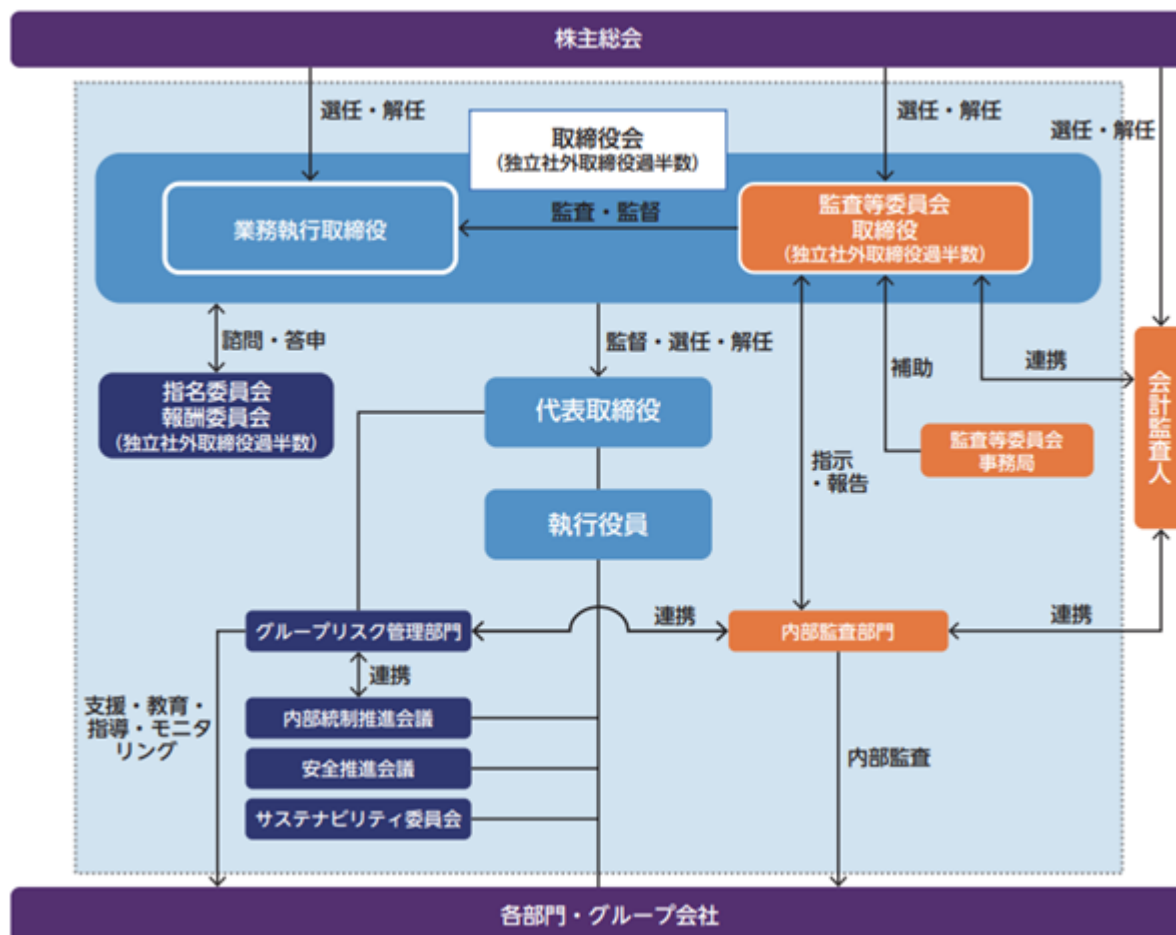 株主総会
選任・解任
選任・解任
選任・解任
取締役会
(独立社外取締役過半数)
業務執行取締役
監査・監督
監査等委員会
取締役
(独立社外取締役過半数)
諮問・答申
監督・選任・解任
補助
連携
指名委員会
報酬委員会
(独立社外取締役過半数)
代表取締役
監査等委員会
事務局
会計監査人
指示
・報告
執行役員
グループリスク管理部門
連携
内部監査部門
連携
連携
支援・教育・
指導・モニタ
リング
内部統制推進会議
安全推進会議
サステナビリティ委員会
内部監査
各部門・グループ会社